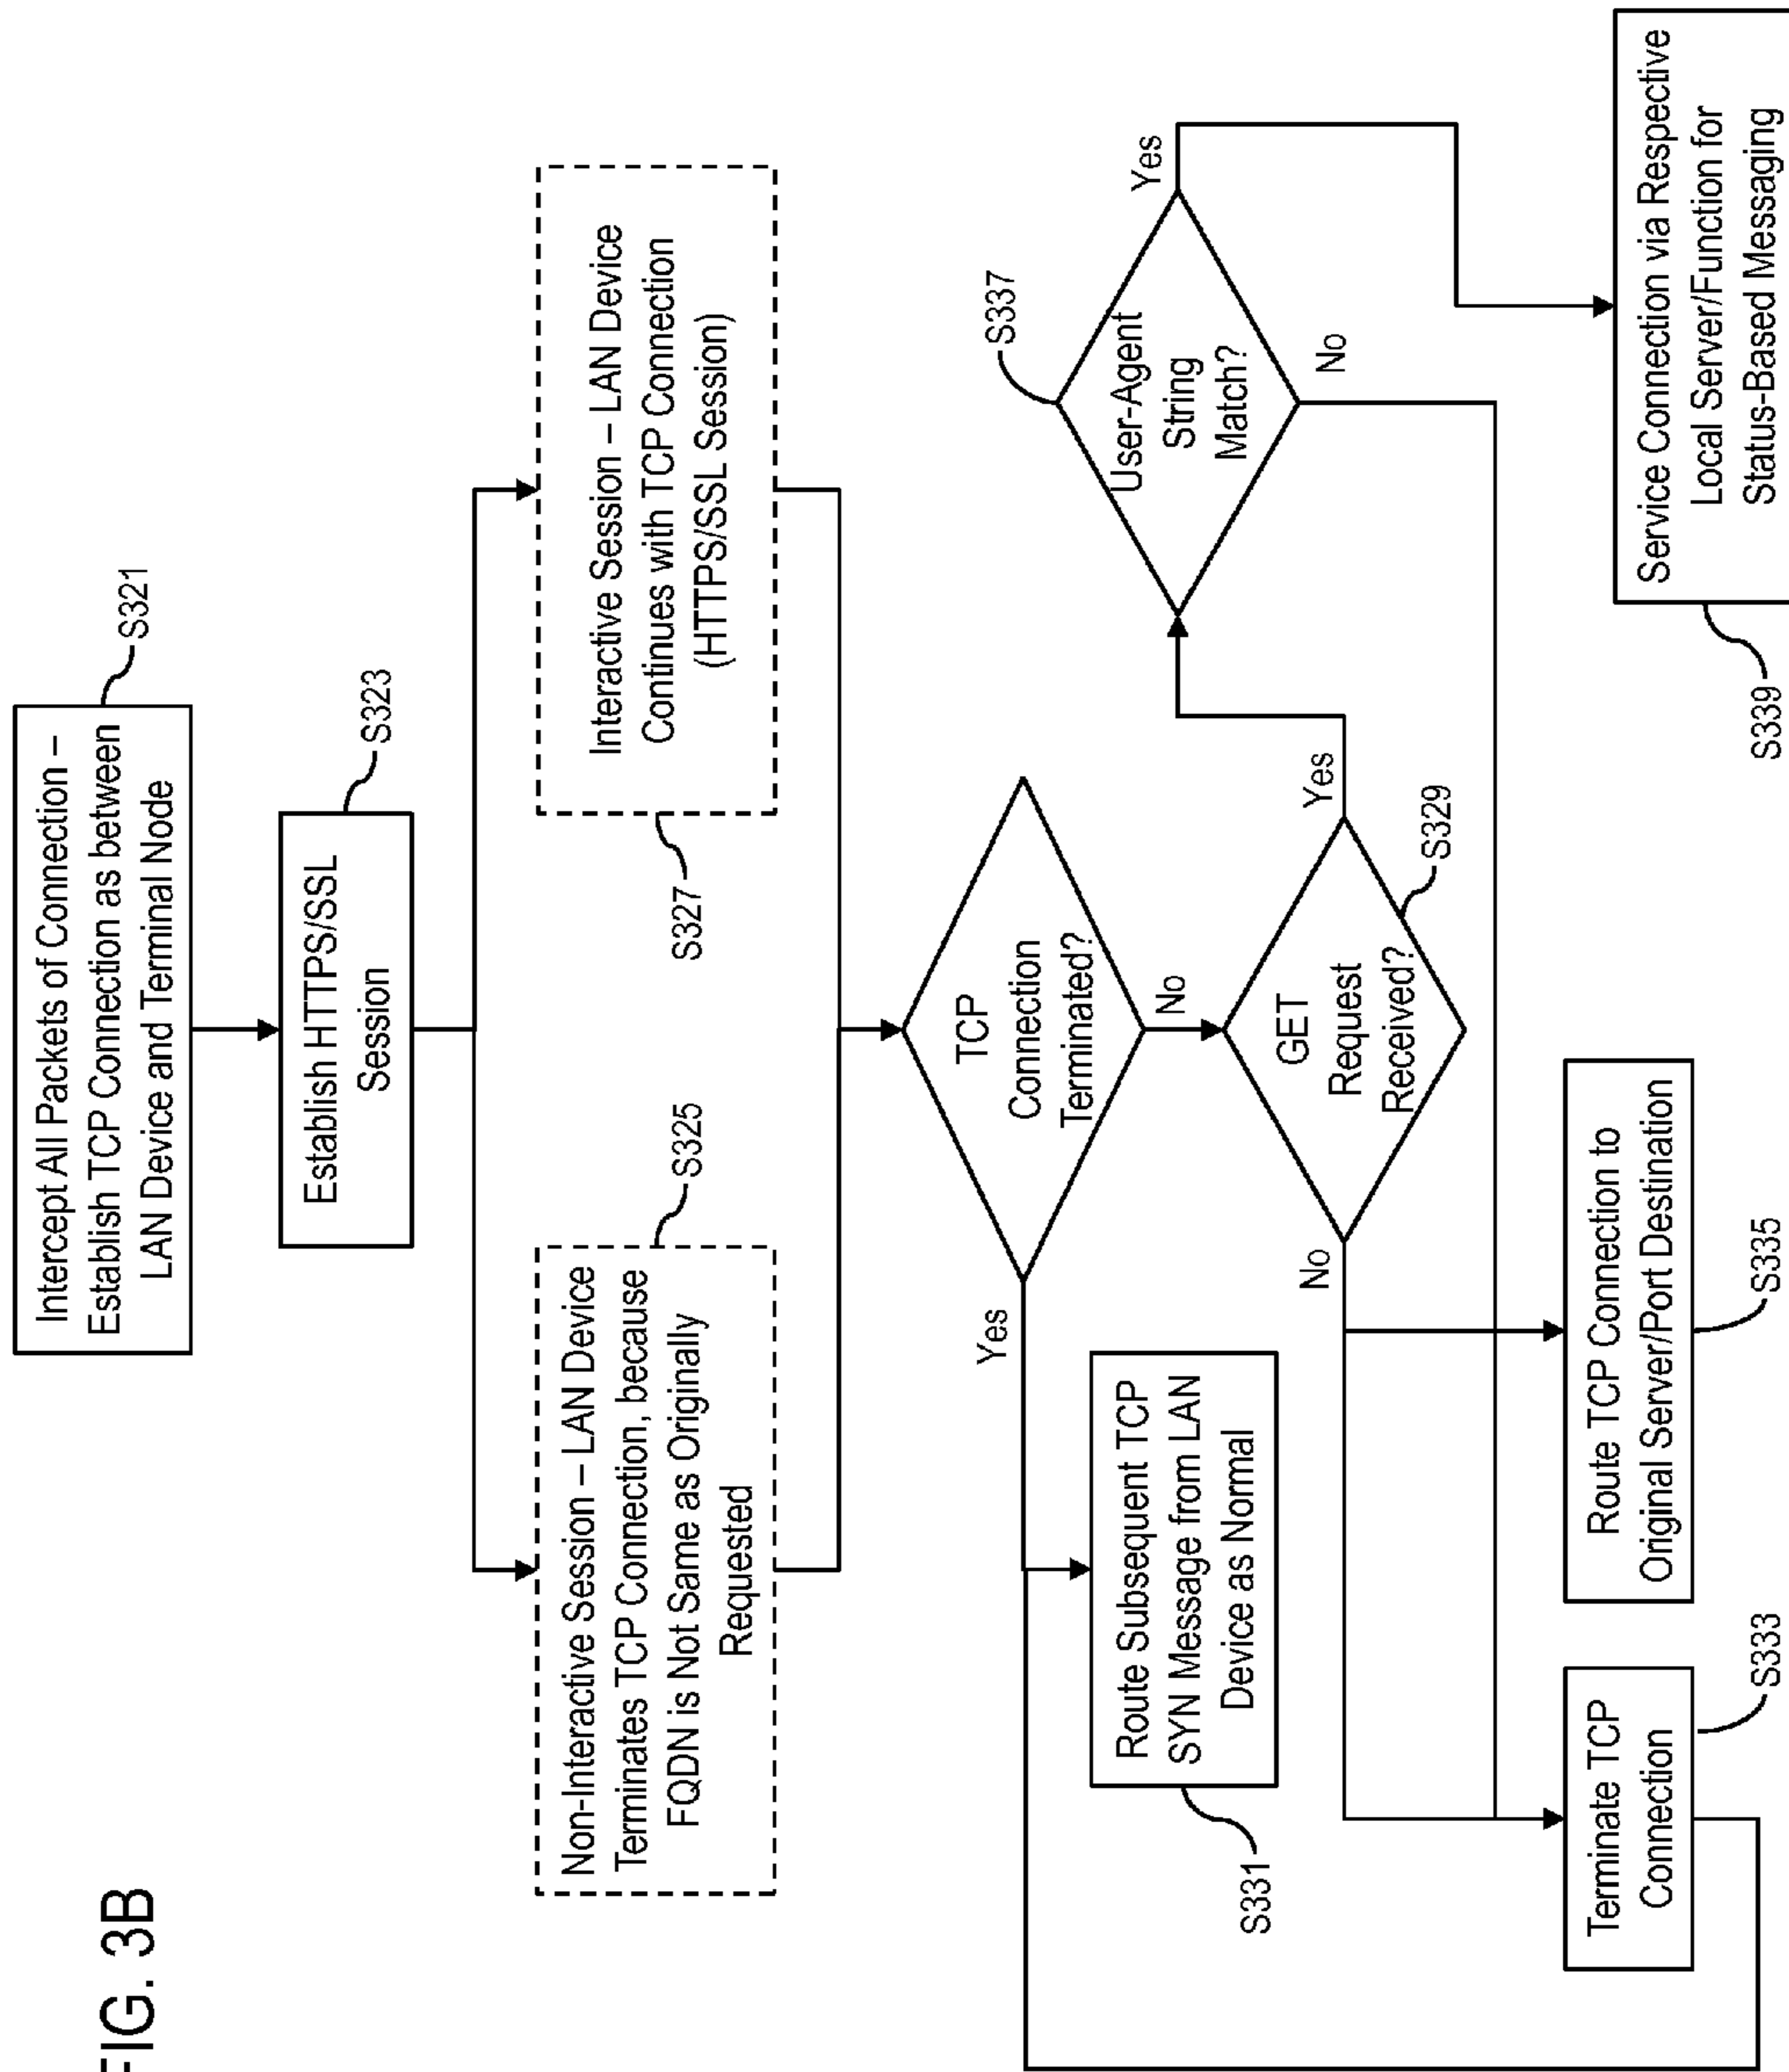 FIG. 3B
Intercept All Packets of Connection –
Establish TCP Connection as between
LAN Device and Terminal Node
S321
Establish HTTPS/SSL
Session
S323
Non-Interactive Session – LAN Device
Terminates TCP Connection, because
FQDN is Not Same as Originally
Requested
S325
Interactive Session – LAN Device
Continues with TCP Connection
(HTTPS/SSL Session)
S327
TCP
Connection
Terminated?
Yes
No
Route Subsequent TCP
SYN Message from LAN
Device as Normal
S331
GET
Request
Received?
S329
No
Yes
User-Agent
String
Match?
S337
Yes
No
Terminate TCP
Connection
S333
Route TCP Connection to
Original Server/Port Destination
S335
Service Connection via Respective
Local Server/Function for
Status-Based Messaging
S339